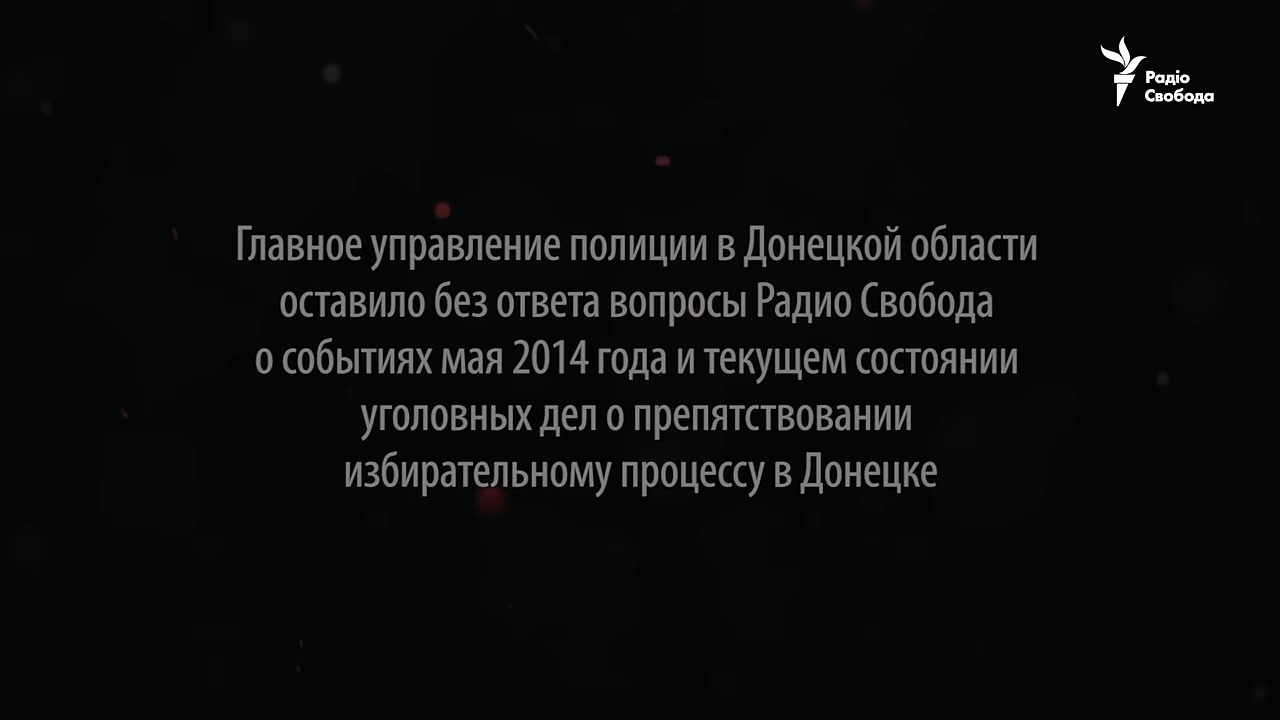 Радіо
Свобода
Главное управление полиции в Донецкой области
оставило без ответа вопросы Радио Свобода
о событиях мая 2014 года и текущем состоянии
уголовных дел о препятствовании
избирательному процессу в Донецке